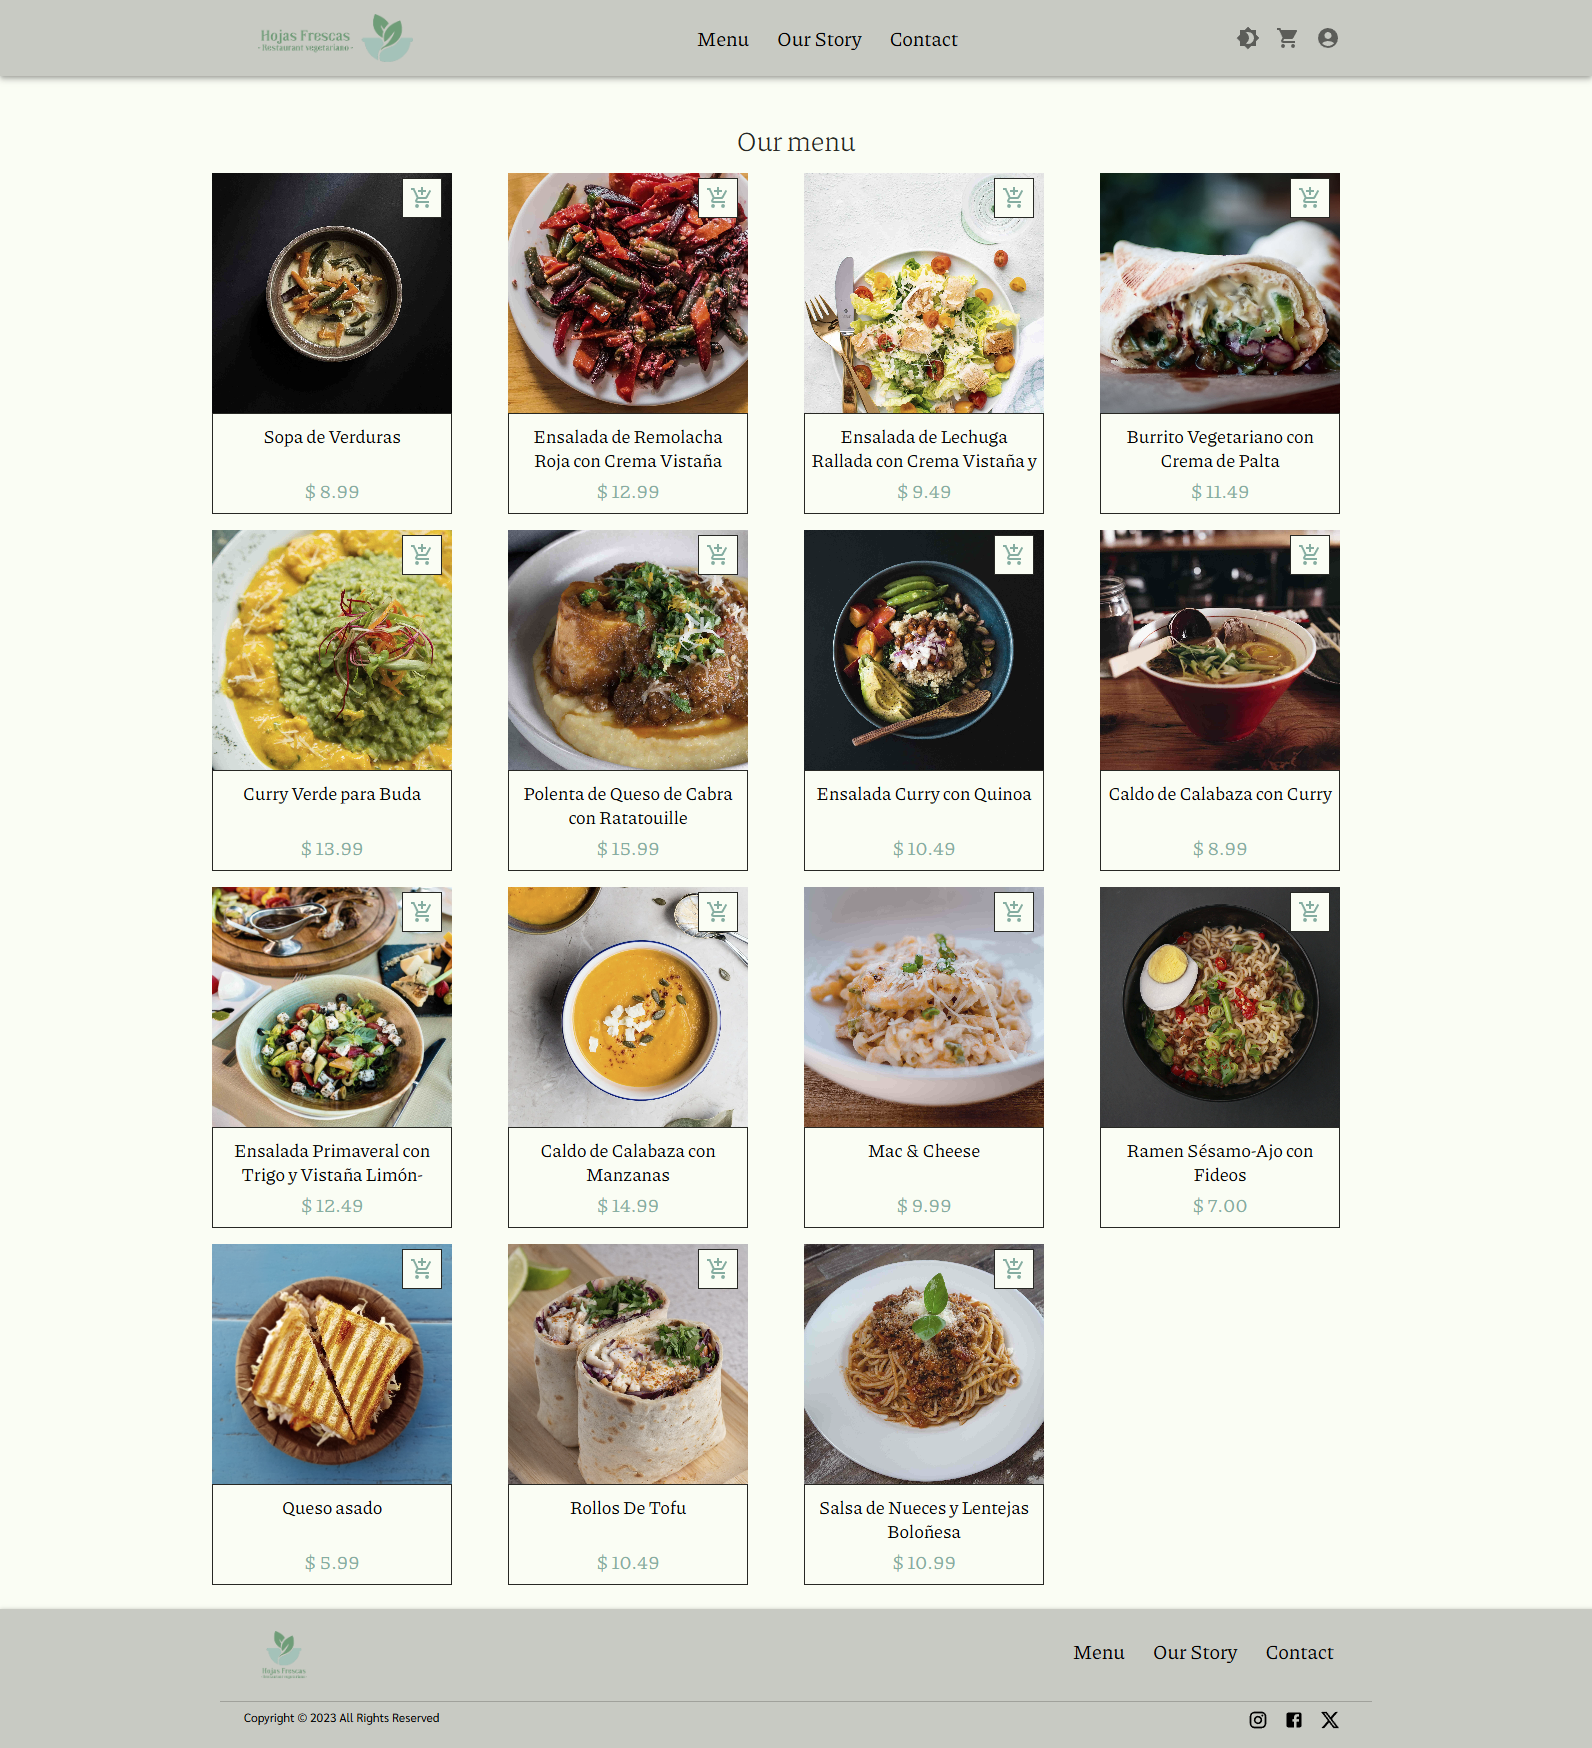 Hojas Frescas
- Restaurant vegetariano -
Menu
Our Story
Contact
Our menu
Sopa de Verduras
$ 8.99
Ensalada de Remolacha
Roja con Crema Vistaña
$ 12.99
Ensalada de Lechuga
Rallada con Crema Vistaña y
$ 9.49
Burrito Vegetariano con
Crema de Palta
$ 11.49
Curry Verde para Buda
$ 13.99
Polenta de Queso de Cabra
con Ratatouille
$ 15.99
Ensalada Curry con Quinoa
$ 10.49
Caldo de Calabaza con Curry
$ 8.99
Ensalada Primaveral con
Trigo y Vistaña Limón-
$ 12.49
Caldo de Calabaza con
Manzanas
$ 14.99
Mac & Cheese
$ 9.99
Ramen Sésamo-Ajo con
Fideos
$ 7.00
Queso asado
$ 5.99
Rollos De Tofu
$ 10.49
Salsa de Nueces y Lentejas
Boloñesa
$ 10.99
Hojas Frescas
- Restaurant vegetariano -
Menu
Our Story
Contact
Copyright © 2023 All Rights Reserved